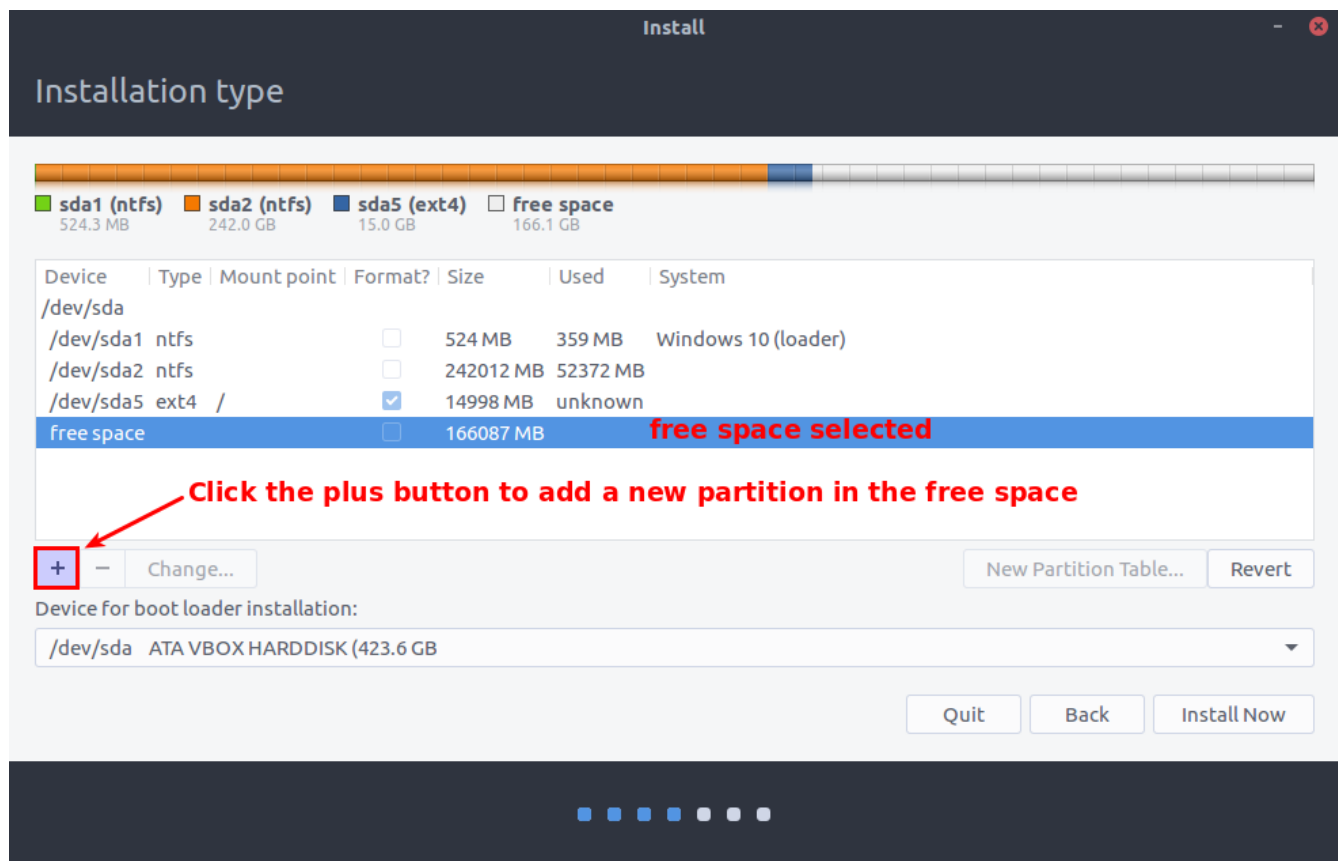 Install
Installation type
sda1 (ntfs) sda2 (ntfs) sda5 (ext4) free space
524.3 MB 242.0 GB 15.0 GB 166.1 GB
Device Type Mount point Format? Size Used System
/dev/sda
/dev/sda1 ntfs 524 MB 359 MB Windows 10 (loader)
/dev/sda2 ntfs 242012 MB 52372 MB
/dev/sda5 ext4 / 14998 MB unknown
free space 166087 MB free space selected
Click the plus button to add a new partition in the free space
+ − Change... New Partition Table... Revert
Device for boot loader installation:
/dev/sda ATA VBOX HARDDISK (423.6 GB
Quit Back Install Now